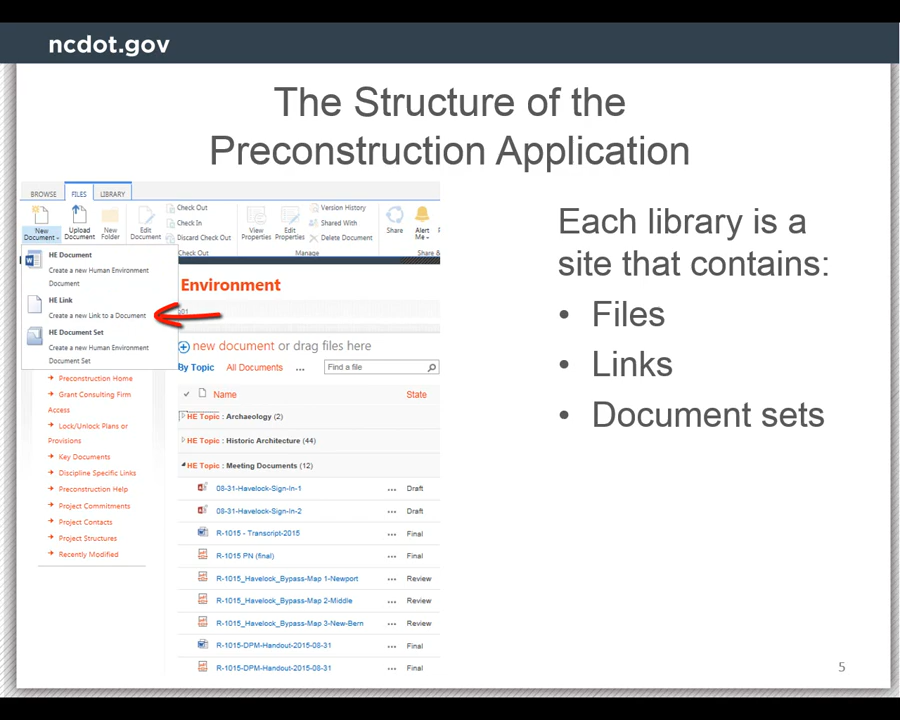 ncdot.gov
The Structure of the
Preconstruction Application
BROWSE FILES LIBRARY
New Document
Upload Document
New Folder
Edit Document
Check Out
Check In
Discard Check Out
Check Out
View Properties
Edit Properties
Version History
Shared With
Delete Document
Manage
Share
Alert Me
Share &
HE Document
Create a new Human Environment
Document
HE Link
Create a new Link to a Document
HE Document Set
Create a new Human Environment
Document Set
Preconstruction Home
Grant Consulting Firm
Access
Lock/Unlock Plans or
Provisions
Key Documents
Discipline Specific Links
Preconstruction Help
Project Commitments
Project Contacts
Project Structures
Recently Modified
Environment
new document or drag files here
By Topic All Documents ... Find a file
Name State
HE Topic : Archaeology (2)
HE Topic : Historic Architecture (44)
HE Topic : Meeting Documents (12)
08-31-Havelock-Sign-In-1 ... Draft
08-31-Havelock-Sign-In-2 ... Draft
R-1015 - Transcript-2015 ... Final
R-1015 PN (final) ... Final
R-1015_Havelock_Bypass-Map 1-Newport ... Review
R-1015_Havelock_Bypass-Map 2-Middle ... Review
R-1015_Havelock_Bypass-Map 3-New-Bern ... Review
R-1015-DPM-Handout-2015-08-31 ... Final
R-1015-DPM-Handout-2015-08-31 ... Final
Each library is a
site that contains:
• Files
• Links
• Document sets
5